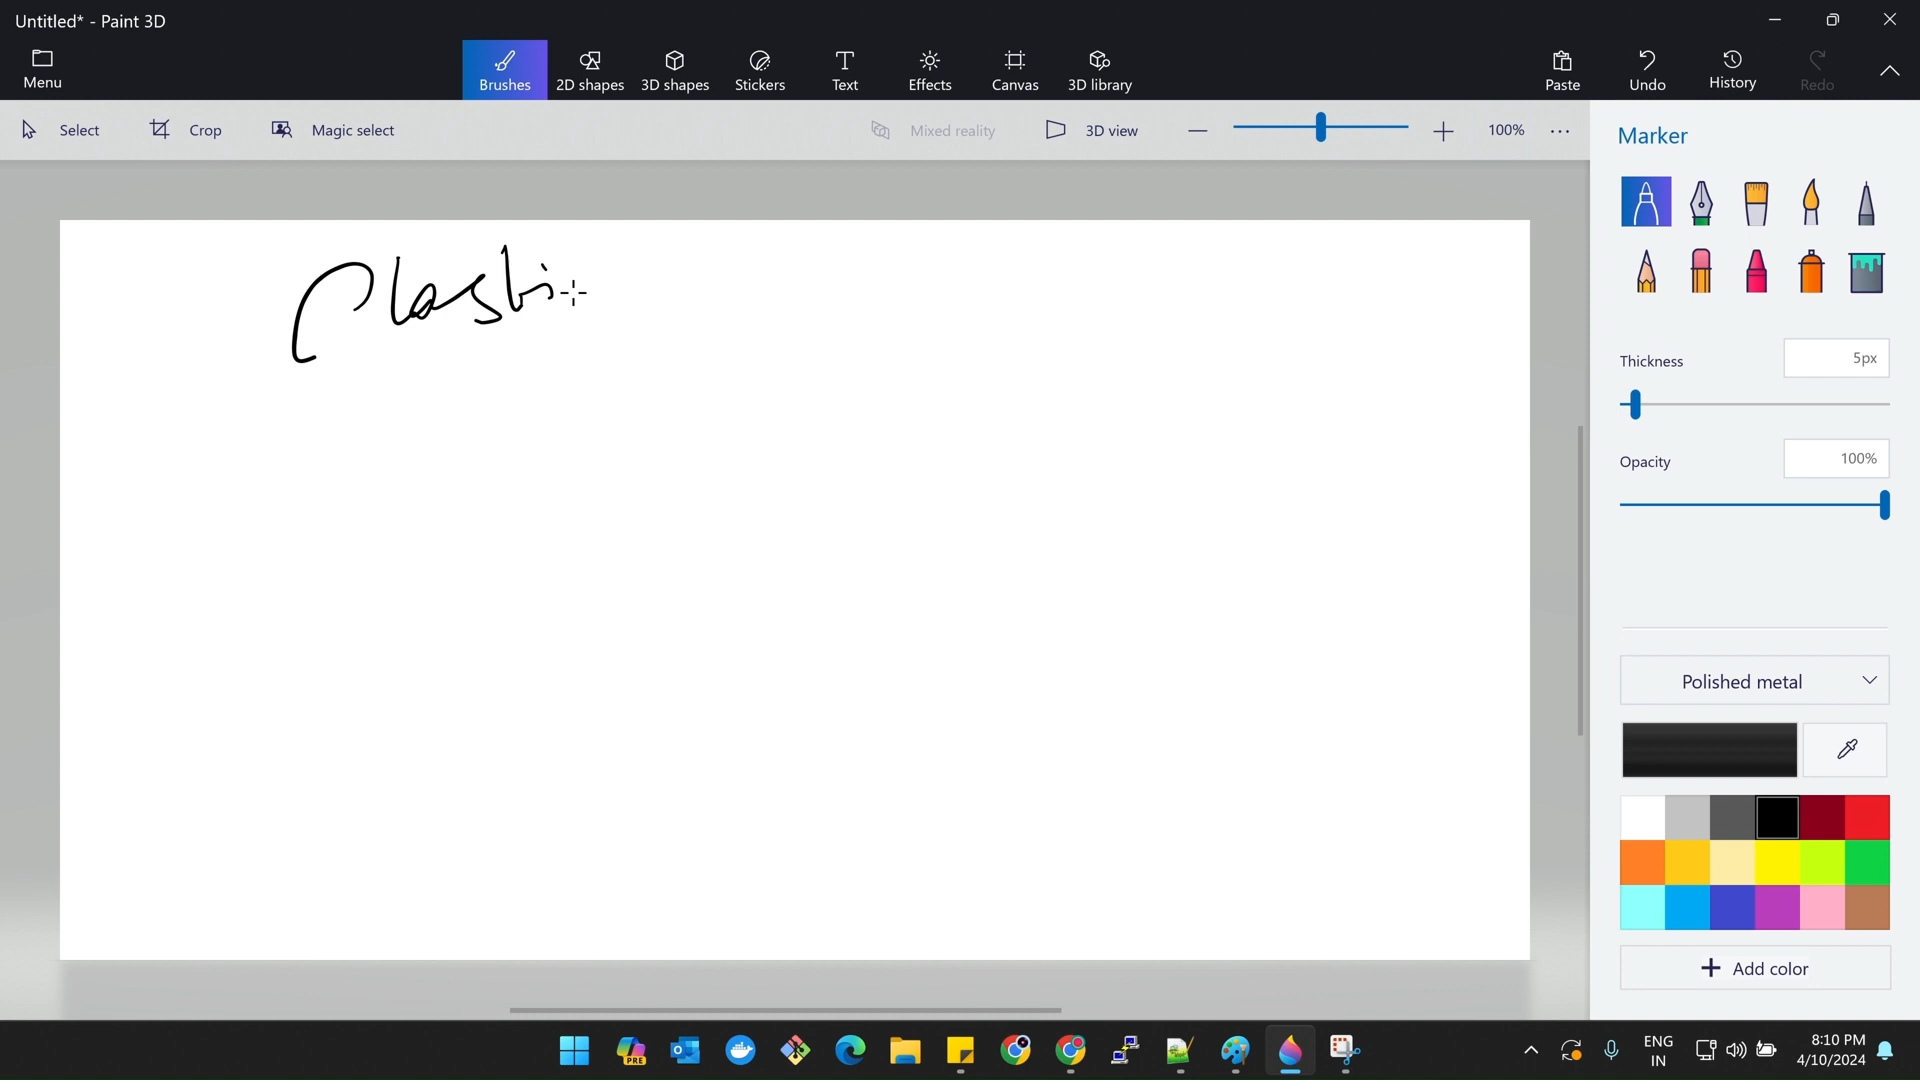 Untitled* - Paint 3D
Menu
Brushes 2D shapes 3D shapes Stickers Text Effects Canvas 3D library
Paste Undo History Redo
Select Crop Magic select Mixed reality 3D view 100%
Marker
Plasti
Thickness 5px
Opacity 100%
Polished metal
Add color
PRE
ENG
IN
8:10 PM
4/10/2024